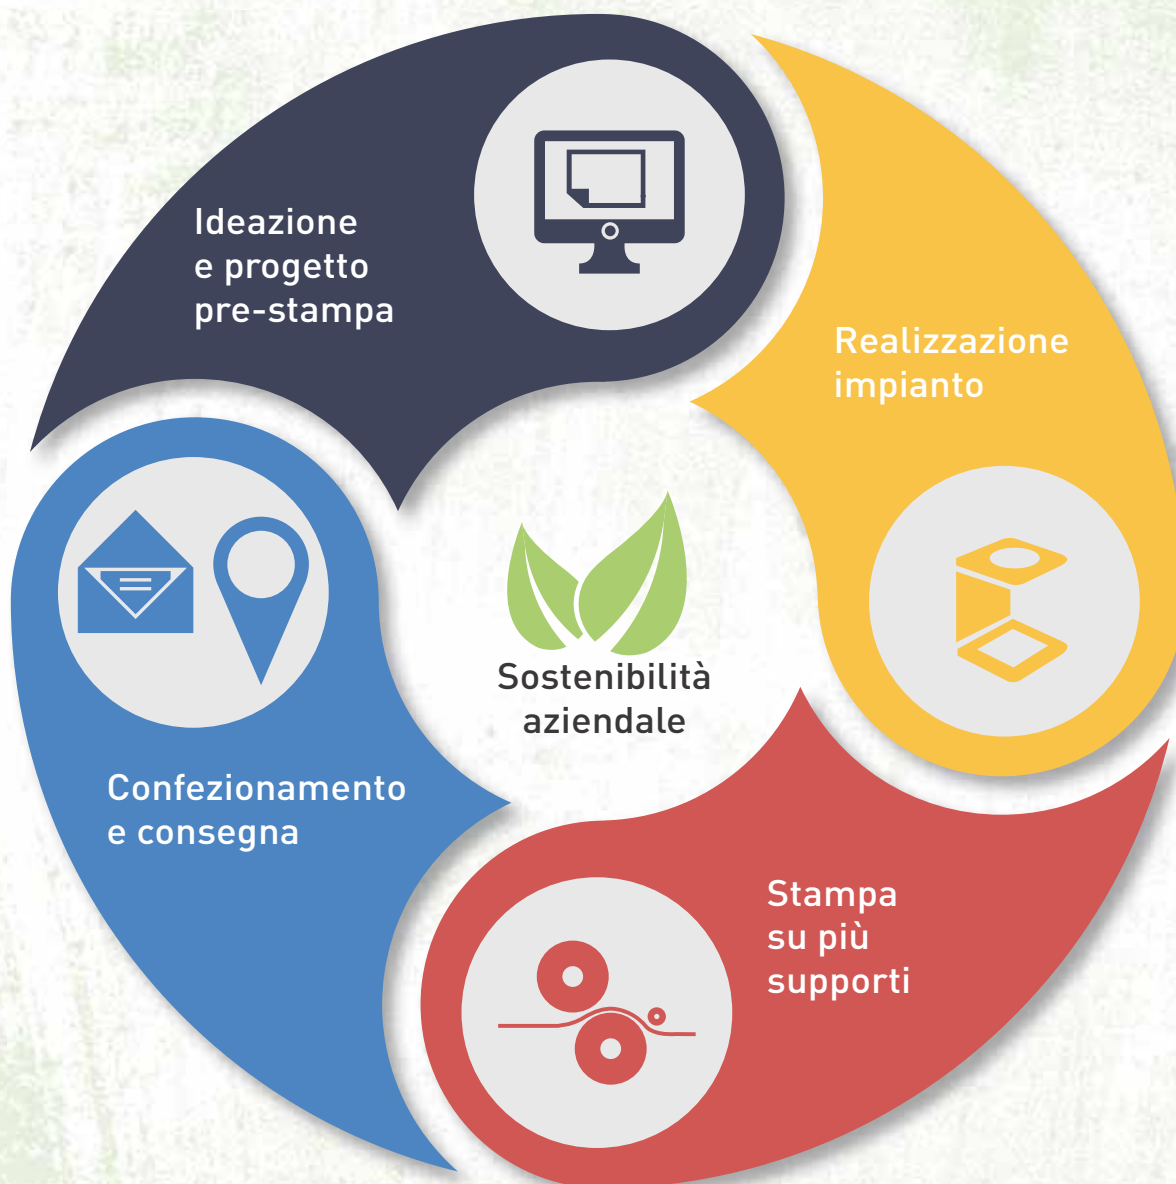 Ideazione
e progetto
pre-stampa
Realizzazione
impianto
Stampa
su più
supporti
Confezionamento
e consegna
Sostenibilità
aziendale